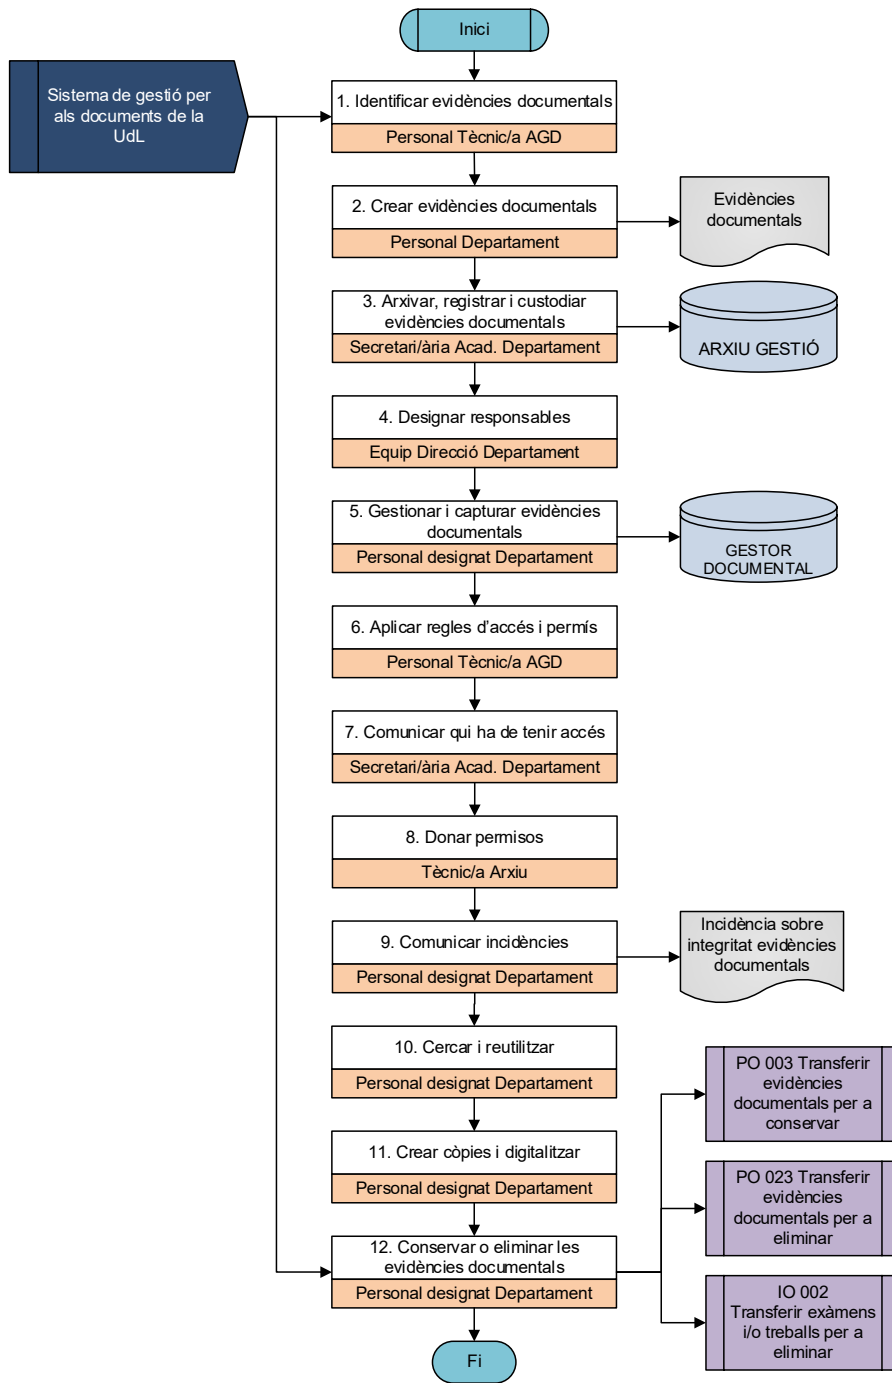 Inici
Sistema de gestió per
als documents de la
UdL
1. Identificar evidències documentals
Personal Tècnic/a AGD
2. Crear evidències documentals
Personal Departament
Evidències
documentals
3. Arxivar, registrar i custodiar
evidències documentals
Secretari/ària Acad. Departament
ARXIU GESTIÓ
4. Designar responsables
Equip Direcció Departament
5. Gestionar i capturar evidències
documentals
Personal designat Departament
GESTOR
DOCUMENTAL
6. Aplicar regles d’accés i permís
Personal Tècnic/a AGD
7. Comunicar qui ha de tenir accés
Secretari/ària Acad. Departament
8. Donar permisos
Tècnic/a Arxiu
9. Comunicar incidències
Personal designat Departament
Incidència sobre
integritat evidències
documentals
10. Cercar i reutilitzar
Personal designat Departament
PO 003 Transferir
evidències
documentals per a
conservar
11. Crear còpies i digitalitzar
Personal designat Departament
PO 023 Transferir
evidències
documentals per a
eliminar
12. Conservar o eliminar les
evidències documentals
Personal designat Departament
IO 002
Transferir exàmens
i/o treballs per a
eliminar
Fi